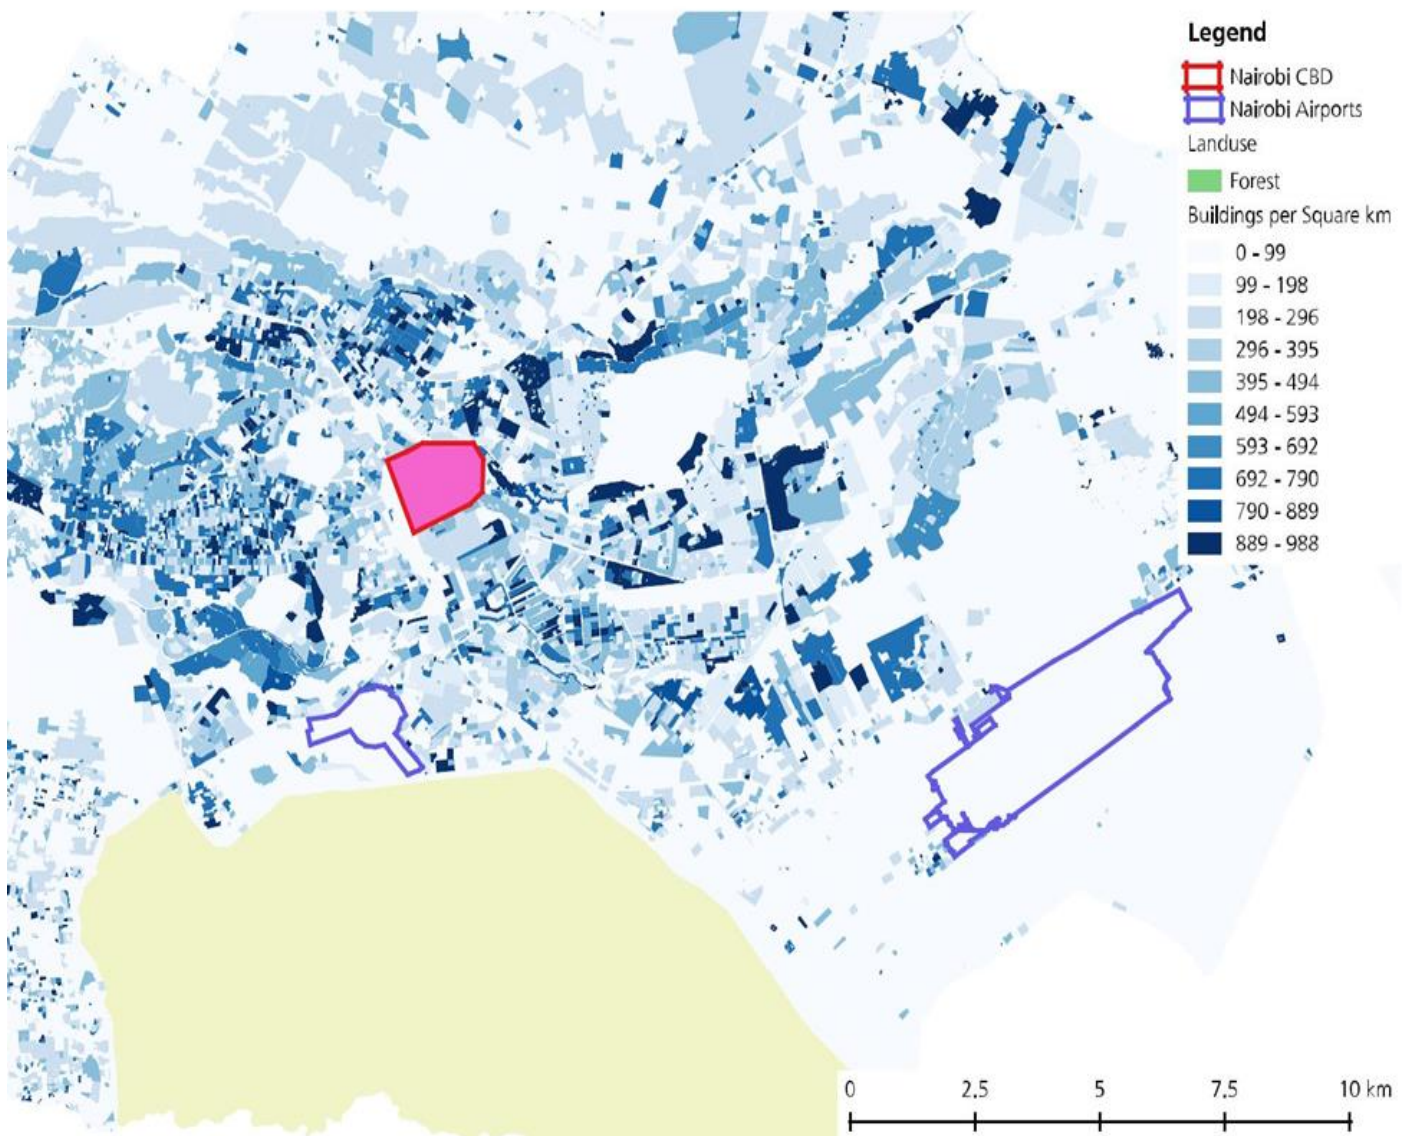 Legend
Nairobi CBD
Nairobi Airports
Landuse
Forest
Buildings per Square km
0 - 99
99 - 198
198 - 296
296 - 395
395 - 494
494 - 593
593 - 692
692 - 790
790 - 889
889 - 988
0 2.5 5 7.5 10 km